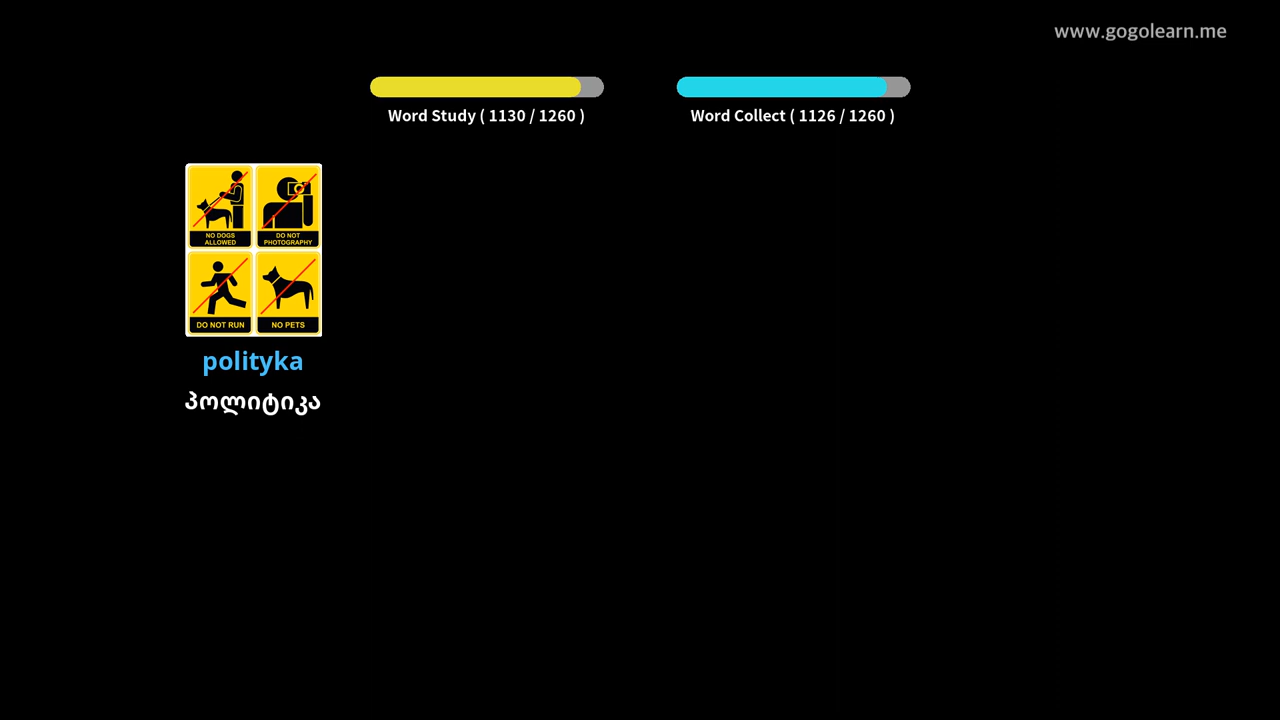 www.gogolearn.me
Word Study ( 1130 / 1260 )
Word Collect ( 1126 / 1260 )
NO DOGS
ALLOWED
DO NOT
PHOTOGRAPHY
DO NOT RUN
NO PETS
polityka
პოლიტიკა